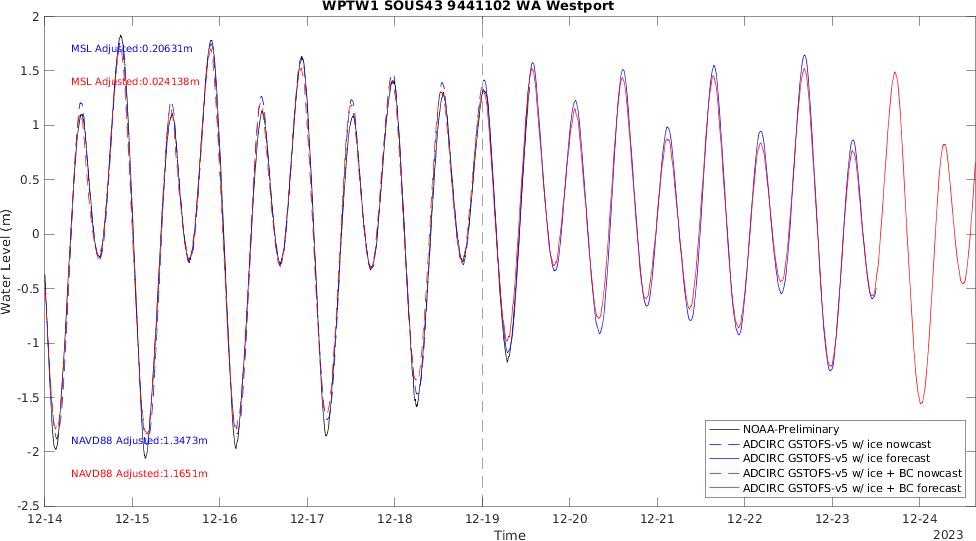 WPTW1 SOUS43 9441102 WA Westport
MSL Adjusted:0.20631m
MSL Adjusted:0.024138m
NAVD88 Adjusted:1.3473m
NAVD88 Adjusted:1.1651m
Water Level (m)
2
1.5
1
0.5
0
-0.5
-1
-1.5
-2
-2.5
NOAA-Preliminary
ADCIRC GSTOFS-v5 w/ ice nowcast
ADCIRC GSTOFS-v5 w/ ice forecast
ADCIRC GSTOFS-v5 w/ ice + BC nowcast
ADCIRC GSTOFS-v5 w/ ice + BC forecast
12-14 12-15 12-16 12-17 12-18 12-19 12-20 12-21 12-22 12-23 12-24
Time
2023